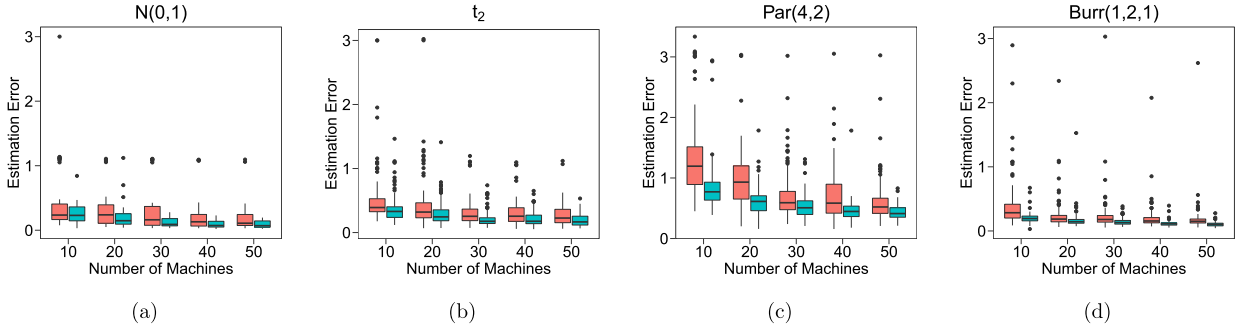 N(0,1)
Estimation Error
3
2
1
0
10 20 30 40 50
Number of Machines
(a)
t2
Estimation Error
3
2
1
0
10 20 30 40 50
Number of Machines
(b)
Par(4,2)
Estimation Error
3
2
1
0
10 20 30 40 50
Number of Machines
(c)
Burr(1,2,1)
Estimation Error
3
2
1
0
10 20 30 40 50
Number of Machines
(d)